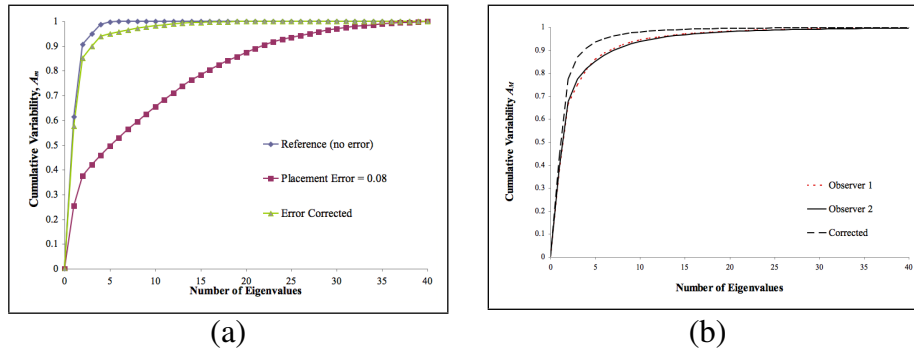 1
0.9
0.8
0.7
0.6
0.5
0.4
0.3
0.2
0.1
0
Cumulative Variability, Am
Reference (no error)
Placement Error = 0.08
Error Corrected
0 5 10 15 20 25 30 35 40
Number of Eigenvalues
(a)
1
0.9
0.8
0.7
0.6
0.5
0.4
0.3
0.2
0.1
0
Cumulative Variability AM
Observer 1
Observer 2
Corrected
0 5 10 15 20 25 30 35 40
Number of Eigenvalues
(b)